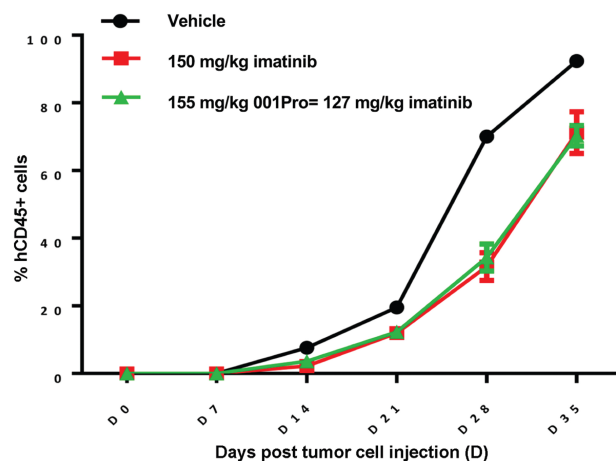 Vehicle
150 mg/kg imatinib
155 mg/kg 001Pro= 127 mg/kg imatinib
% hCD45+ cells
100
80
60
40
20
0
D 0
D 7
D 14
D 21
D 28
D 35
Days post tumor cell injection (D)